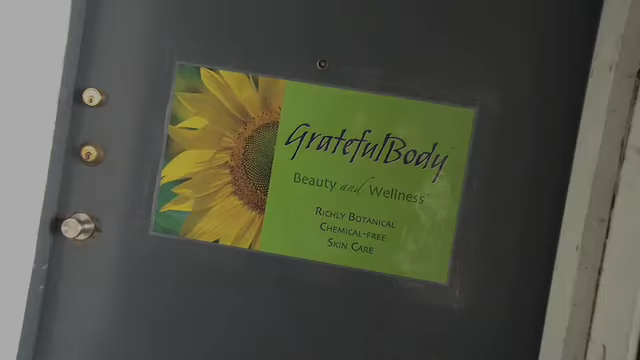 GratefulBody
Beauty and Wellness
Richly Botanical
Chemical-free
Skin Care